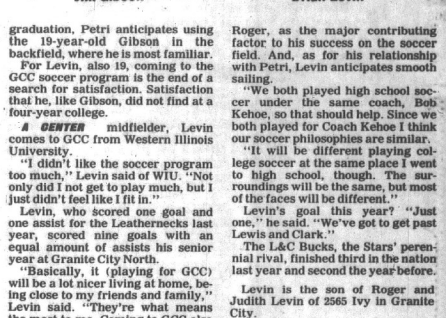 graduation, Petri anticipates using
the 19-year-old Gibson in the
backfield, where he is most familiar.
For Levin, also 19, coming to the
GCC soccer program is the end of a
search for satisfaction. Satisfaction
that he, like Gibson, did not find at a
four-year college.
A CENTER midfielder, Levin
comes to GCC from Western Illinois
University.
"I didn't like the soccer program
too much," Levin said of WIU. "Not
only did I not get to play much, but I
just didn't feel like I fit in."
Levin, who scored one goal and
one assist for the Leathernecks last
year, scored nine goals with an
equal amount of assists his senior
year at Granite City North.
"Basically, it (playing for GCC)
will be a lot nicer living at home, be-
ing close to my friends and family,"
Levin said. "They're what means
Roger, as the major contributing
factor to his success on the soccer
field. And, as for his relationship
with Petri, Levin anticipates smooth
sailing.
"We both played high school soc-
cer under the same coach, Bob
Kehoe, so that should help. Since we
both played for Coach Kehoe I think
our soccer philosophies are similar.
"It will be different playing col-
lege soccer at the same place I went
to high school, though. The sur-
roundings will be the same, but most
of the faces will be different."
Levin's goal this year? "Just
one," he said. "We've got to get past
Lewis and Clark."
The L&C Bucks, the Stars' peren-
nial rival, finished third in the nation
last year and second the year before.
Levin is the son of Roger and
Judith Levin of 2565 Ivy in Granite
City.